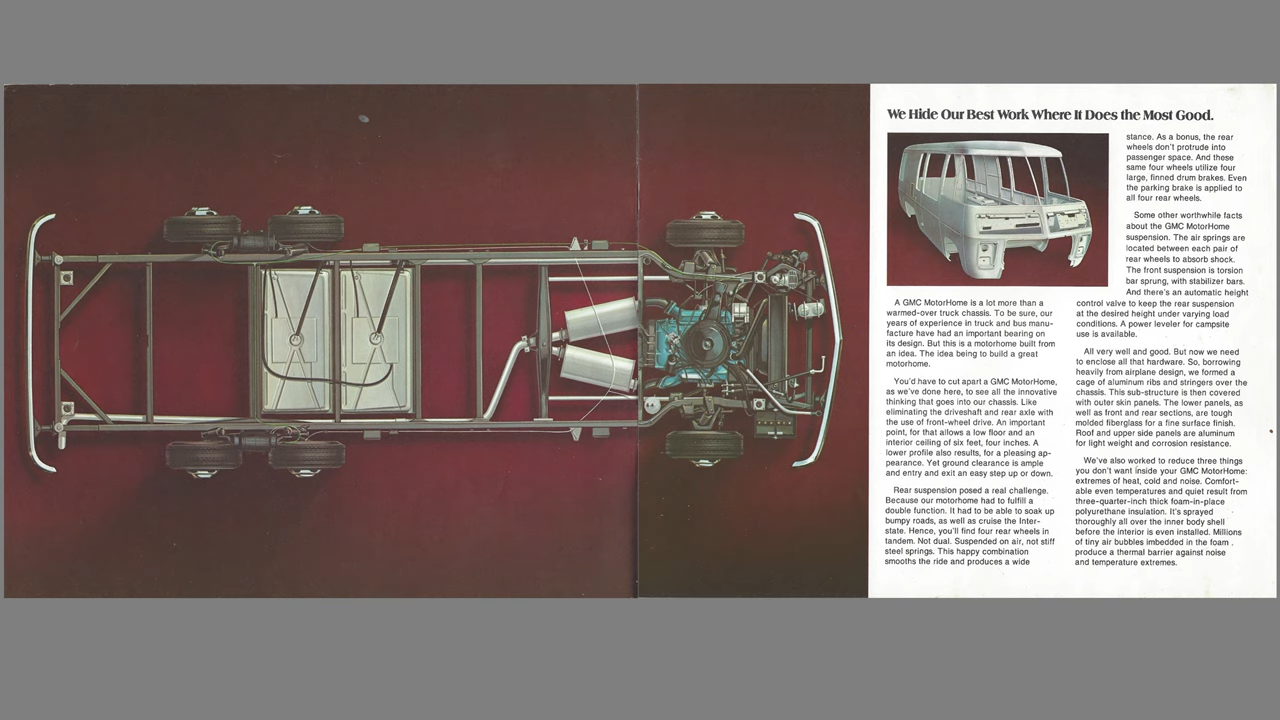 We Hide Our Best Work Where It Does the Most Good.
A GMC MotorHome is a lot more than a
warmed-over truck chassis. To be sure, our
years of experience in truck and bus manu-
facture have had an important bearing on
its design. But this is a motorhome built from
an idea. The idea being to build a great
motorhome.
You'd have to cut apart a GMC MotorHome,
as we've done here, to see all the innovative
thinking that goes into our chassis. Like
eliminating the driveshaft and rear axle with
the use of front-wheel drive. An important
point, for that allows a low floor and an
interior ceiling of six feet, four inches. A
lower profile also results, for a pleasing ap-
pearance. Yet ground clearance is ample
and entry and exit an easy step up or down.
Rear suspension posed a real challenge.
Because our motorhome had to fulfill a
double function. It had to be able to soak up
bumpy roads, as well as cruise the Inter-
state. Hence, you'll find four rear wheels in
tandem. Not dual. Suspended on air, not stiff
steel springs. This happy combination
smooths the ride and produces a wide
stance. As a bonus, the rear
wheels don't protrude into
passenger space. And these
same four wheels utilize four
large, finned drum brakes. Even
the parking brake is applied to
all four rear wheels.
Some other worthwhile facts
about the GMC MotorHome
suspension. The air springs are
located between each pair of
rear wheels to absorb shock.
The front suspension is torsion
bar sprung, with stabilizer bars.
And there's an automatic height
control valve to keep the rear suspension
at the desired height under varying load
conditions. A power leveler for campsite
use is available.
All very well and good. But now we need
to enclose all that hardware. So, borrowing
heavily from airplane design, we formed a
cage of aluminum ribs and stringers over the
chassis. This sub-structure is then covered
with outer skin panels. The lower panels, as
well as front and rear sections, are tough
molded fiberglass for a fine surface finish.
Roof and upper side panels are aluminum
for light weight and corrosion resistance.
We've also worked to reduce three things
you don't want inside your GMC MotorHome:
extremes of heat, cold and noise. Comfort-
able even temperatures and quiet result from
three-quarter-inch thick foam-in-place
polyurethane insulation. It's sprayed
thoroughly all over the inner body shell
before the interior is even installed. Millions
of tiny air bubbles imbedded in the foam
produce a thermal barrier against noise
and temperature extremes.